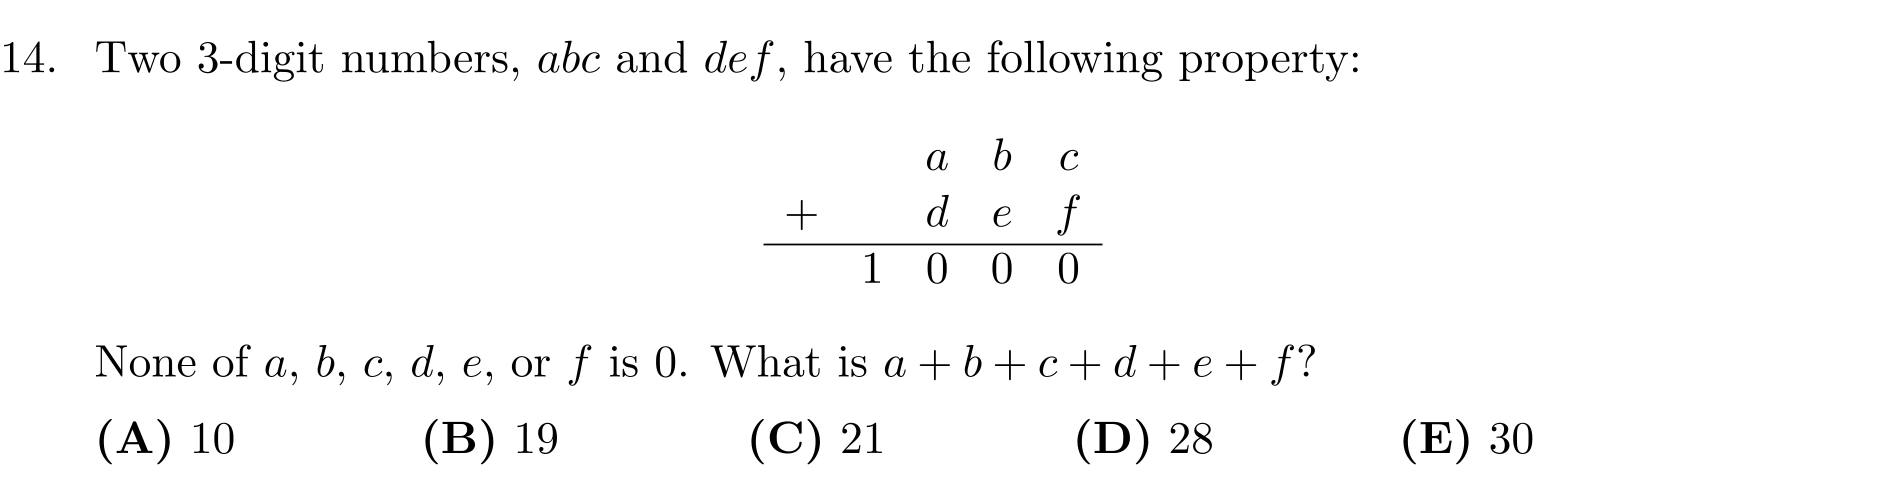 14. Two 3-digit numbers, abc and def, have the following property:
a b c
+ d e f
1 0 0 0
None of a, b, c, d, e, or f is 0. What is a + b + c + d + e + f?
(A) 10 (B) 19 (C) 21 (D) 28 (E) 30